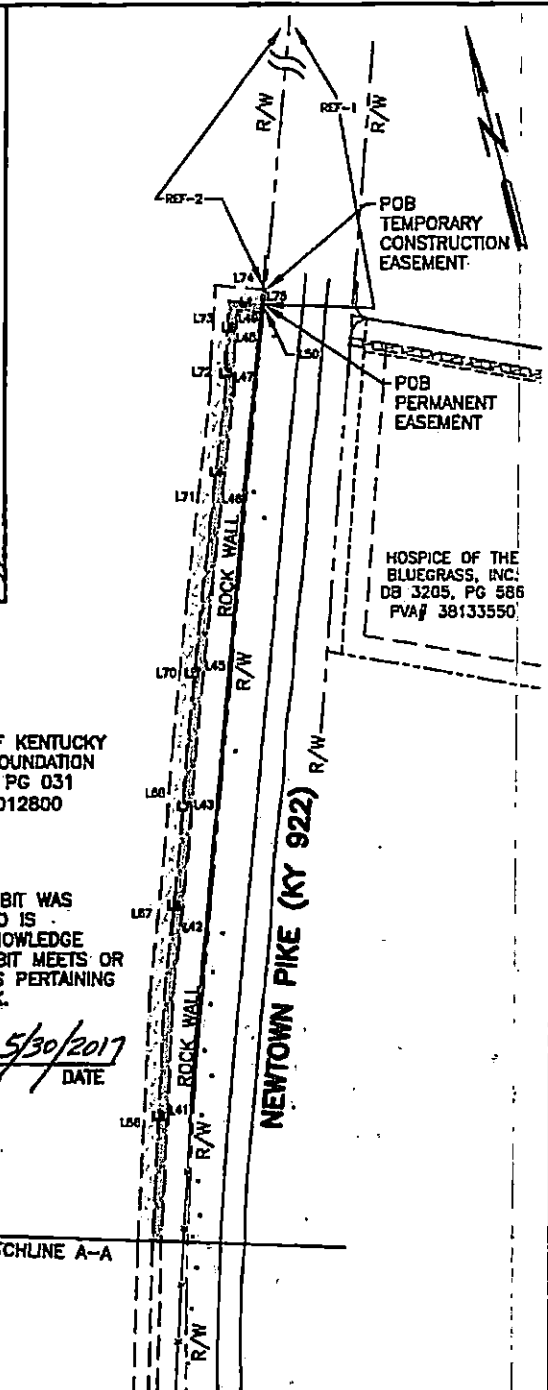 R/W
REF-1
R/W
REF-2
POB
TEMPORARY
CONSTRUCTION
EASEMENT
L74
L75
L73
L49
L48
L50
L72
L47
POB
PERMANENT
EASEMENT
L71
L46
ROCK WALL
HOSPICE OF THE
BLUEGRASS, INC.
DB 3205, PG 586
PVA# 38133550
L70
L45
R/W
F KENTUCKY
OUNDATION
PG 031
012800
R/W
L43
NEWTOWN PIKE (KY 922)
BIT WAS
D IS
NOWLEDGE
BIT MEETS OR
S PERTAINING
L67
L42
ROCK WALL
5/30/2017
DATE
L66
L41
R/W
TCHLINE A-A
R/W